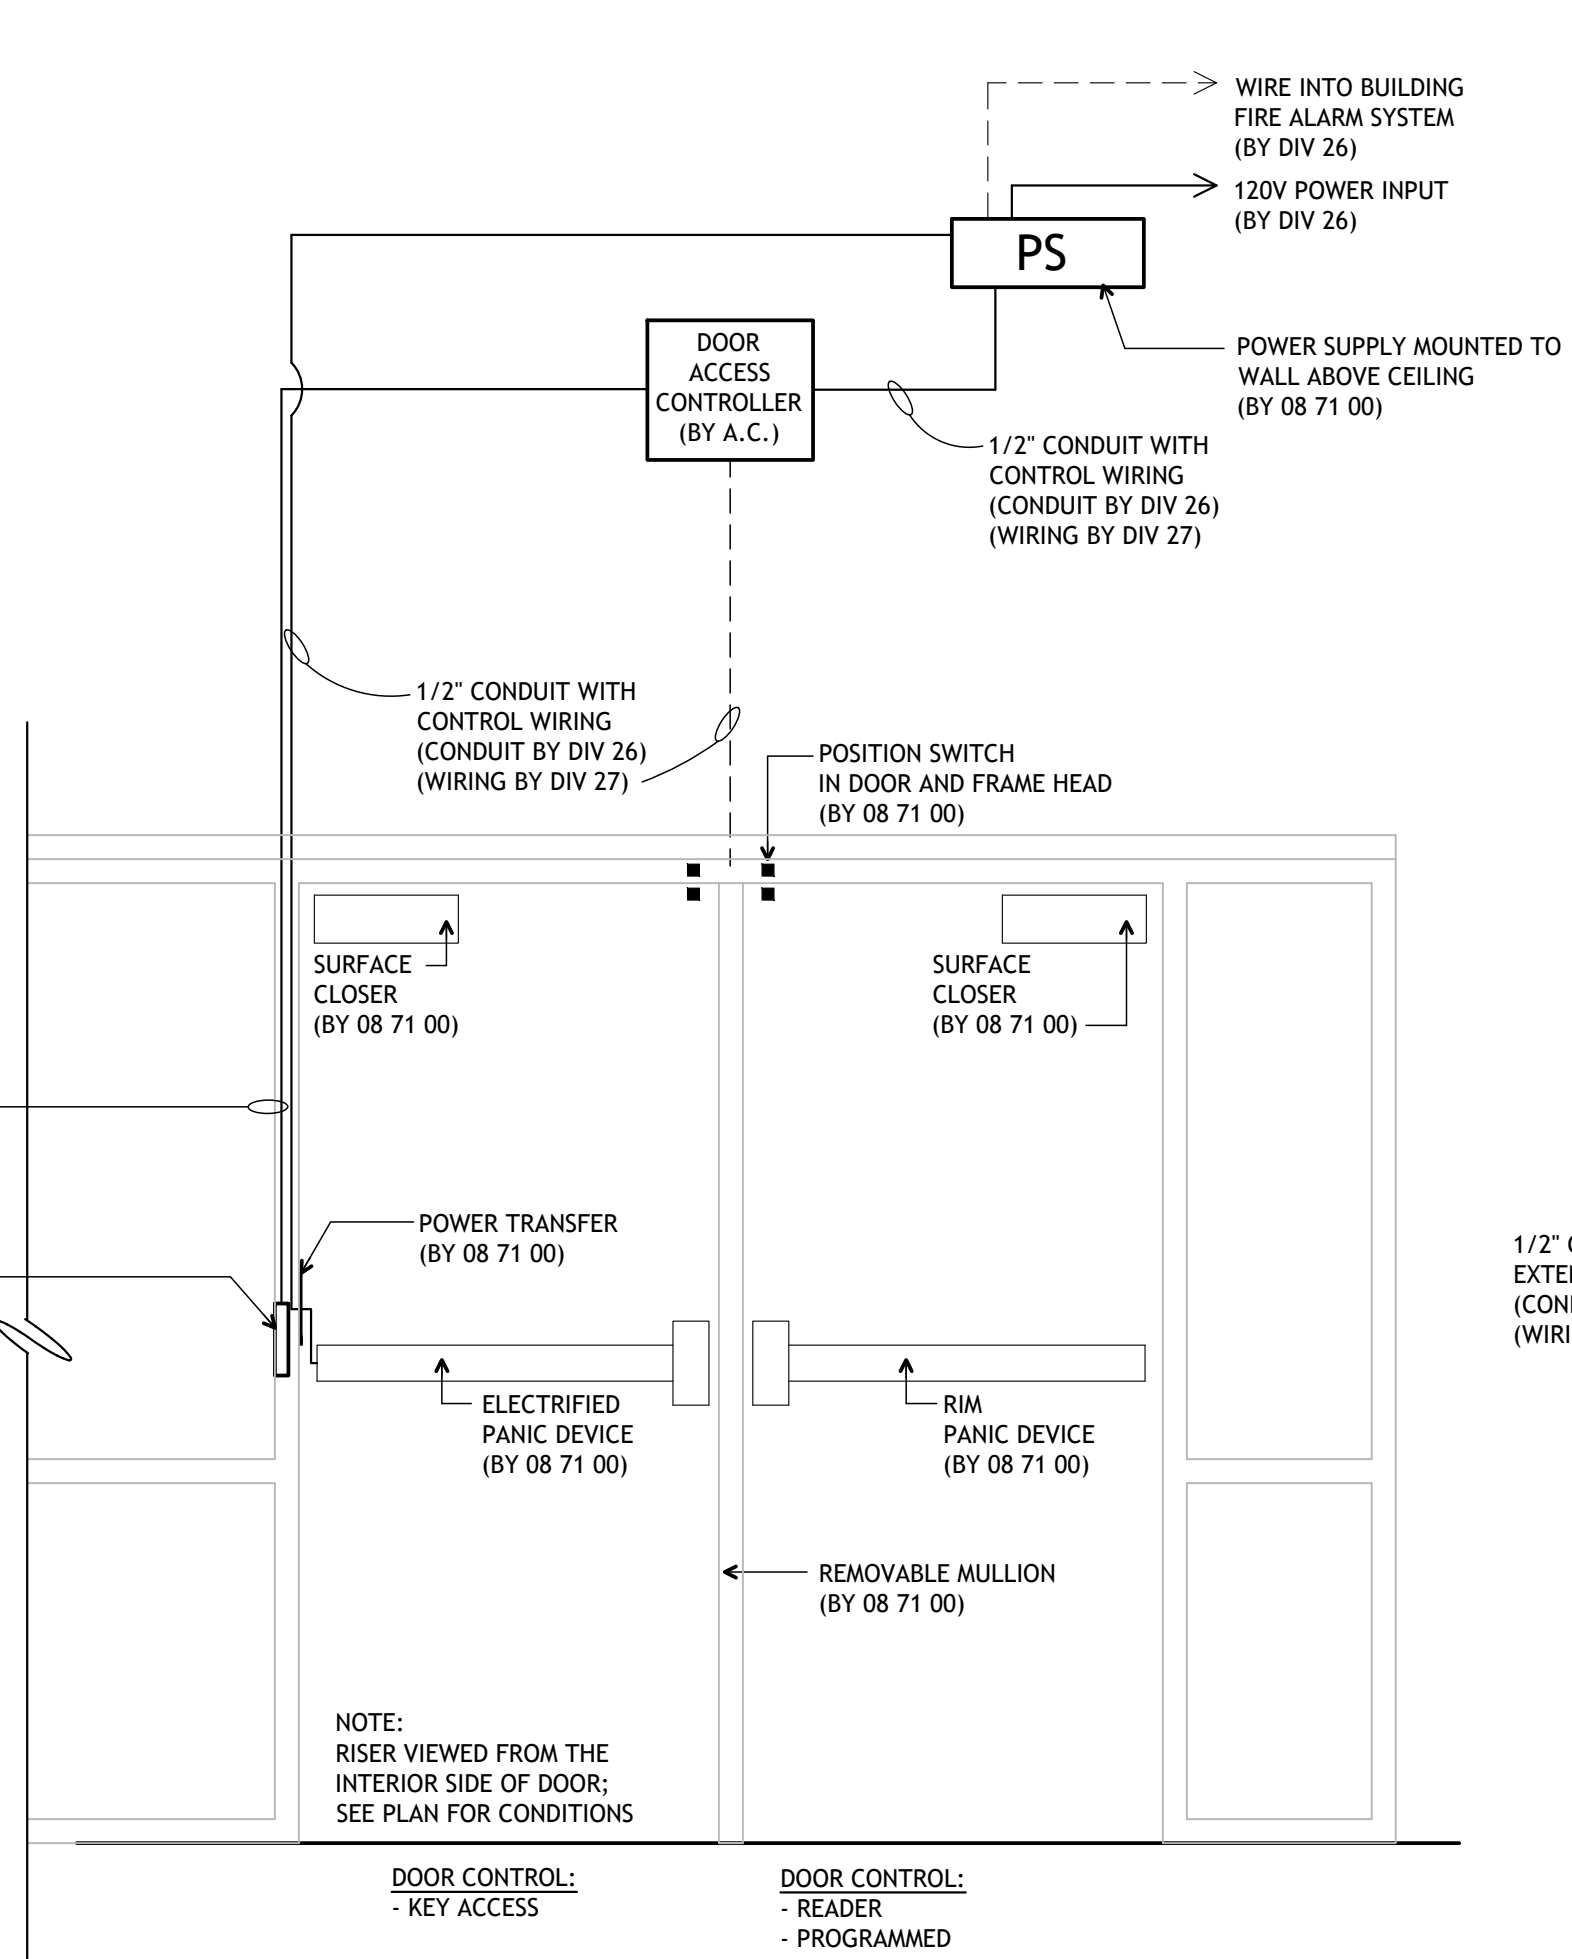 WIRE INTO BUILDING
FIRE ALARM SYSTEM
(BY DIV 26)
120V POWER INPUT
(BY DIV 26)
PS
DOOR
ACCESS
CONTROLLER
(BY A.C.)
POWER SUPPLY MOUNTED TO
WALL ABOVE CEILING
(BY 08 71 00)
1/2" CONDUIT WITH
CONTROL WIRING
(CONDUIT BY DIV 26)
(WIRING BY DIV 27)
1/2" CONDUIT WITH
CONTROL WIRING
(CONDUIT BY DIV 26)
(WIRING BY DIV 27)
POSITION SWITCH
IN DOOR AND FRAME HEAD
(BY 08 71 00)
SURFACE
CLOSER
(BY 08 71 00)
SURFACE
CLOSER
(BY 08 71 00)
POWER TRANSFER
(BY 08 71 00)
1/2"
ELECTRIFIED
PANIC DEVICE
(BY 08 71 00)
RIM
PANIC DEVICE
(BY 08 71 00)
REMOVABLE MULLION
(BY 08 71 00)
NOTE:
RISER VIEWED FROM THE
INTERIOR SIDE OF DOOR;
SEE PLAN FOR CONDITIONS
DOOR CONTROL:
- KEY ACCESS
DOOR CONTROL:
- READER
- PROGRAMMED